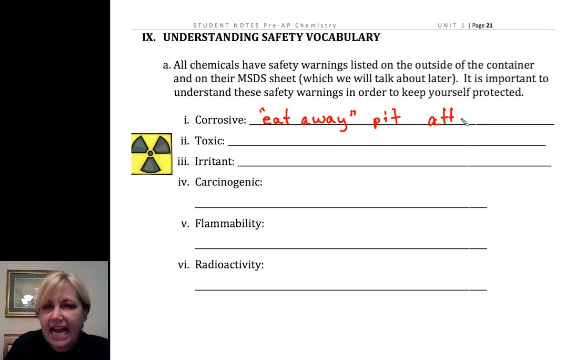 STUDENT NOTES Pre-AP Chemistry UNIT 1 | Page 21
IX. UNDERSTANDING SAFETY VOCABULARY
a. All chemicals have safety warnings listed on the outside of the container
and on their MSDS sheet (which we will talk about later). It is important to
understand these safety warnings in order to keep yourself protected.
i. Corrosive: "eat away" pit att
ii. Toxic:
iii. Irritant:
iv. Carcinogenic:
v. Flammability:
vi. Radioactivity: